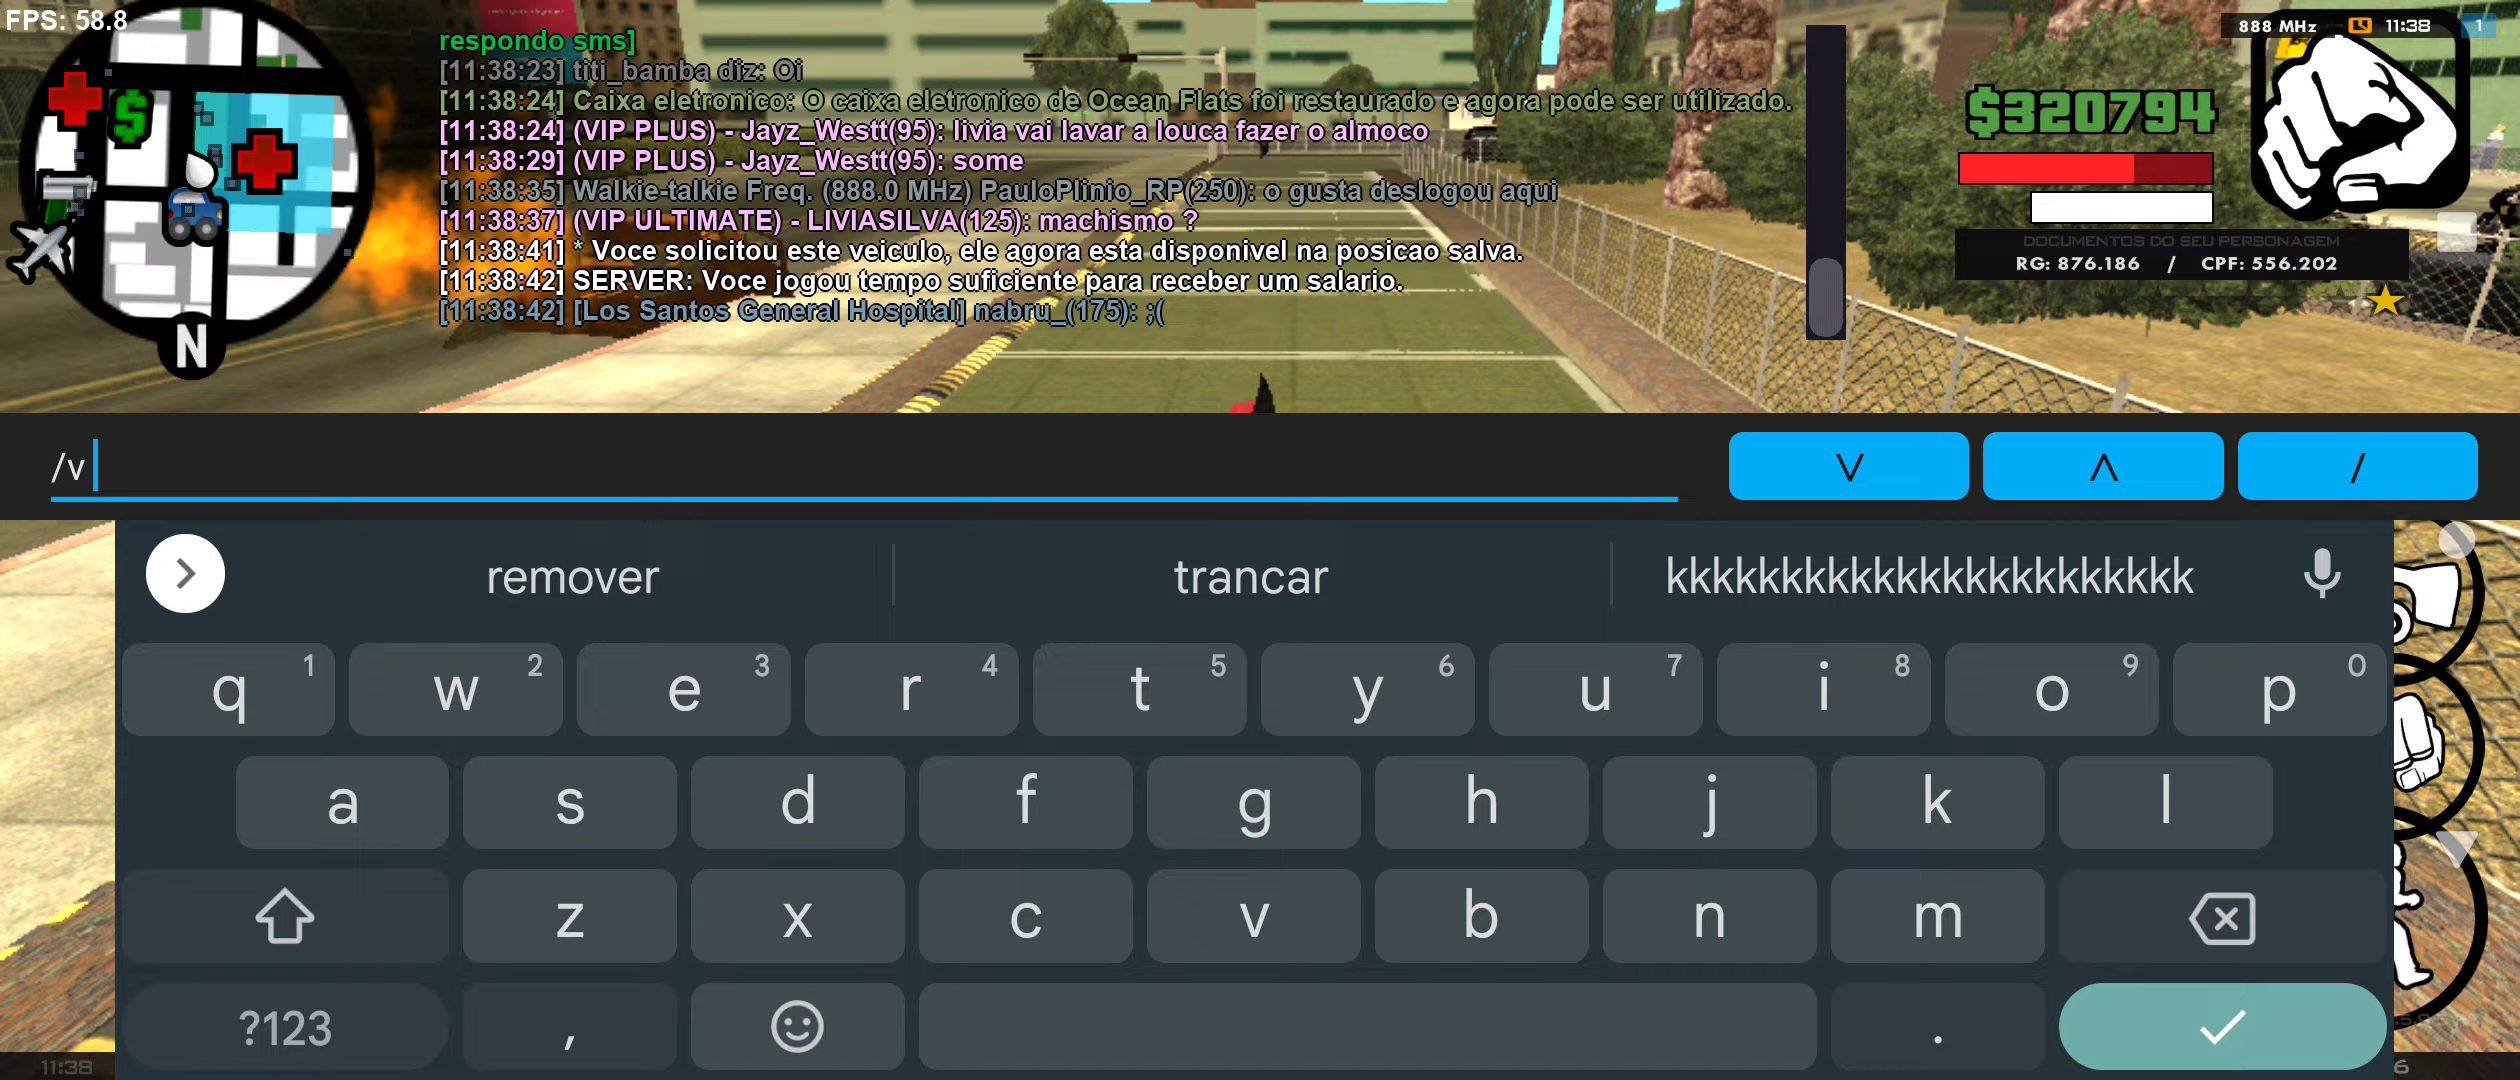 FPS: 58.8
888 MHz 11:38 1
respondo sms]
[11:38:23] titi_bamba diz: Oi
[11:38:24] Caixa eletronico: O caixa eletronico de Ocean Flats foi restaurado e agora pode ser utilizado.
[11:38:24] (VIP PLUS) - Jayz_Westt(95): livia vai lavar a louca fazer o almoco
[11:38:29] (VIP PLUS) - Jayz_Westt(95): some
[11:38:35] Walkie-talkie Freq. (888.0 MHz) PauloPlinio_RP(250): o gusta deslogou aqui
[11:38:37] (VIP ULTIMATE) - LIVIASILVA(125): machismo ?
[11:38:41] * Voce solicitou este veiculo, ele agora esta disponivel na posicao salva.
[11:38:42] SERVER: Voce jogou tempo suficiente para receber um salario.
[11:38:42] [Los Santos General Hospital] nabru_(175): ;(
$320794
DOCUMENTOS DO SEU PERSONAGEM
RG: 876.186 / CPF: 556.202
$
N
/v
V Λ /
remover trancar kkkkkkkkkkkkkkkkkkkkkkk
q 1 w 2 e 3 r 4 t 5 y 6 u 7 i 8 o 9 p 0
a s d f g h j k l
z x c v b n m
?123 , .
11:38